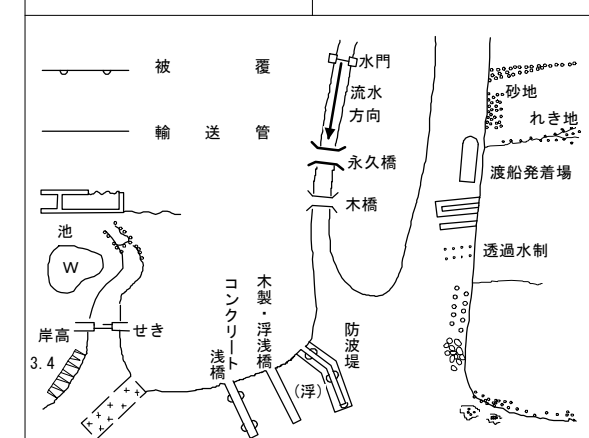 被覆
輸送管
水門
流水
方向
永久橋
木橋
砂地
れき地
渡船発着場
透過水制
池
W
岸高
3.4
せき
コンクリート
浅橋
木製・浮浅橋
(浮)
防波堤